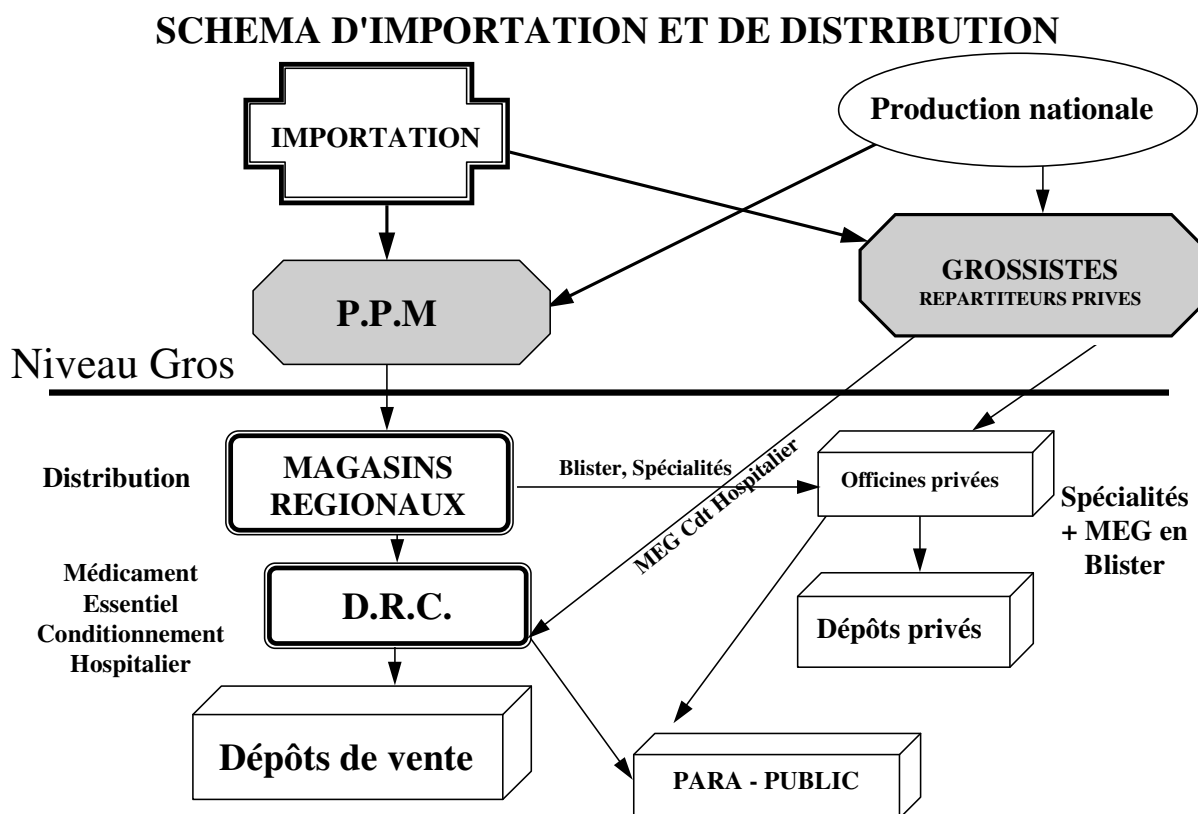 SCHEMA D'IMPORTATION ET DE DISTRIBUTION
IMPORTATION
Production nationale
P.P.M
GROSSISTES
REPARTITEURS PRIVES
Niveau Gros
Distribution
MAGASINS
REGIONAUX
Blister, Spécialités
MEG Cdt Hospitalier
Officines privées
Spécialités
+ MEG en
Blister
Médicament
Essentiel
Conditionnement
Hospitalier
D.R.C.
Dépôts privés
Dépôts de vente
PARA - PUBLIC